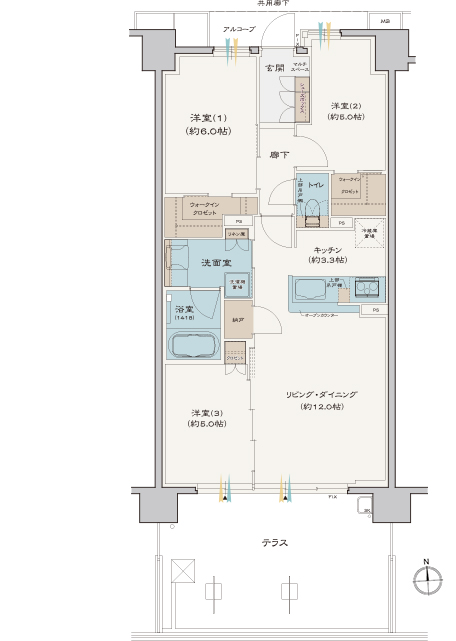 共用廊下
アルコーブ
MB
FIX
玄関
マルチ
スペース
シューズボックス
洋室(1)
(約6.0帖)
洋室(2)
(約5.0帖)
廊下
上部吊戸棚
トイレ
ウォークイン
クロゼット
ウォークイン
クロゼット
PS
PS
冷蔵庫
置場
リネン庫
洗面室
キッチン
(約3.3帖)
洗濯機
置場
上部
吊戸棚
浴室
(1418)
納戸
オープンカウンター
PS
クロゼット
リビング・ダイニング
(約12.0帖)
洋室(3)
(約5.0帖)
FIX
SK
テラス
N